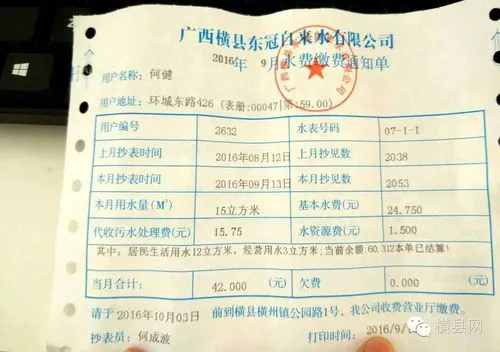 广西横县东冠自来水有限公司
2016年 9月水费缴费通知单
用户名称: 何健
用户地址: 环城东路426 (表册:00047|第:59.00)
用户编号 2632 水表号码 07-1-1
上月抄表时间 2016年08月12日 上月抄见数 2038
本月抄表时间 2016年09月13日 本月抄见数 2053
本月用水量(M³) 15立方米 基本水费(元) 24.750
代收污水处理费(元) 15.75 水资源费(元) 1.500
其中: 居民生活用水12立方米, 经营用水3立方米; 当前余额:60.312本单已结算!
当月合计: 42.000 (元) 欠费 0.000 (元)
请于2016年10月03日 前到横县横州镇公园路1号、我公司收费营业厅缴费。
抄表员: 何成波 打印时间: 2016/9/
横县网